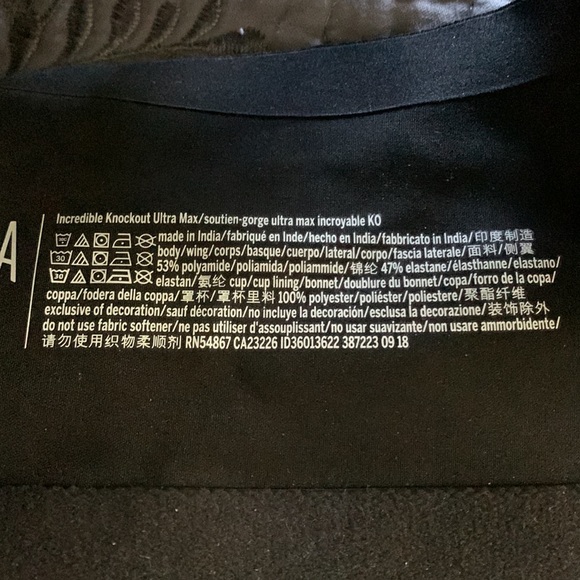 A
Incredible Knockout Ultra Max/soutien-gorge ultra max incroyable KO
made in India/fabriqué en Inde/hecho en India/fabbricato in India/印度制造
30 body/wing/corps/basque/cuerpo/lateral/corpo/fascia laterale/面料/侧翼
53% polyamide/poliamida/poliammide/锦纶 47% elastane/élasthanne/elastano/
elastan/氨纶 cup/cup lining/bonnet/doublure du bonnet/copa/forro de la copa/
coppa/fodera della coppa/罩杯/罩杯里料 100% polyester/poliéster/poliestere/聚酯纤维
exclusive of decoration/sauf décoration/no incluye la decoración/esclusa la decorazione/装饰除外
do not use fabric softener/ne pas utiliser d'assouplissant/no usar suavizante/non usare ammorbidente/
请勿使用织物柔顺剂 RN54867 CA23226 ID36013622 387223 09 18